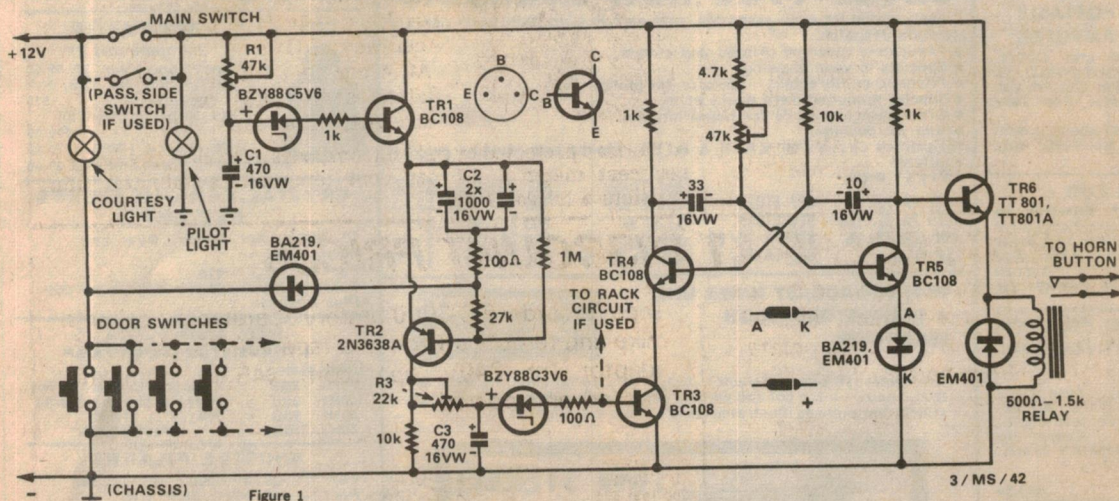 MAIN SWITCH
+12V
(PASS, SIDE
SWITCH
IF USED)
COURTESY
LIGHT
PILOT
LIGHT
R1
47k
BZY88C5V6
+
1k
TR1
BC108
+
C1
470
16VW
-
B
E
C
C
B
E
C2
2x
1000
16VW
+
+
-
-
100Ω
1M
27k
BA219,
EM401
DOOR SWITCHES
TR2
2N3638A
R3
22k
10k
C3
470
16VW
+
-
BZY88C3V6
+
100Ω
TO RACK
CIRCUIT
IF USED
TR3
BC108
1k
4.7k
47k
10k
1k
-33+
16VW
-10+
16VW
TR4
BC108
TR5
BC108
TR6
TT 801,
TT801A
A K
+
BA219,
EM401
A
K
EM401
TO HORN
BUTTON
500Ω-1.5k
RELAY
-
(CHASSIS)
Figure 1
3 / MS / 42